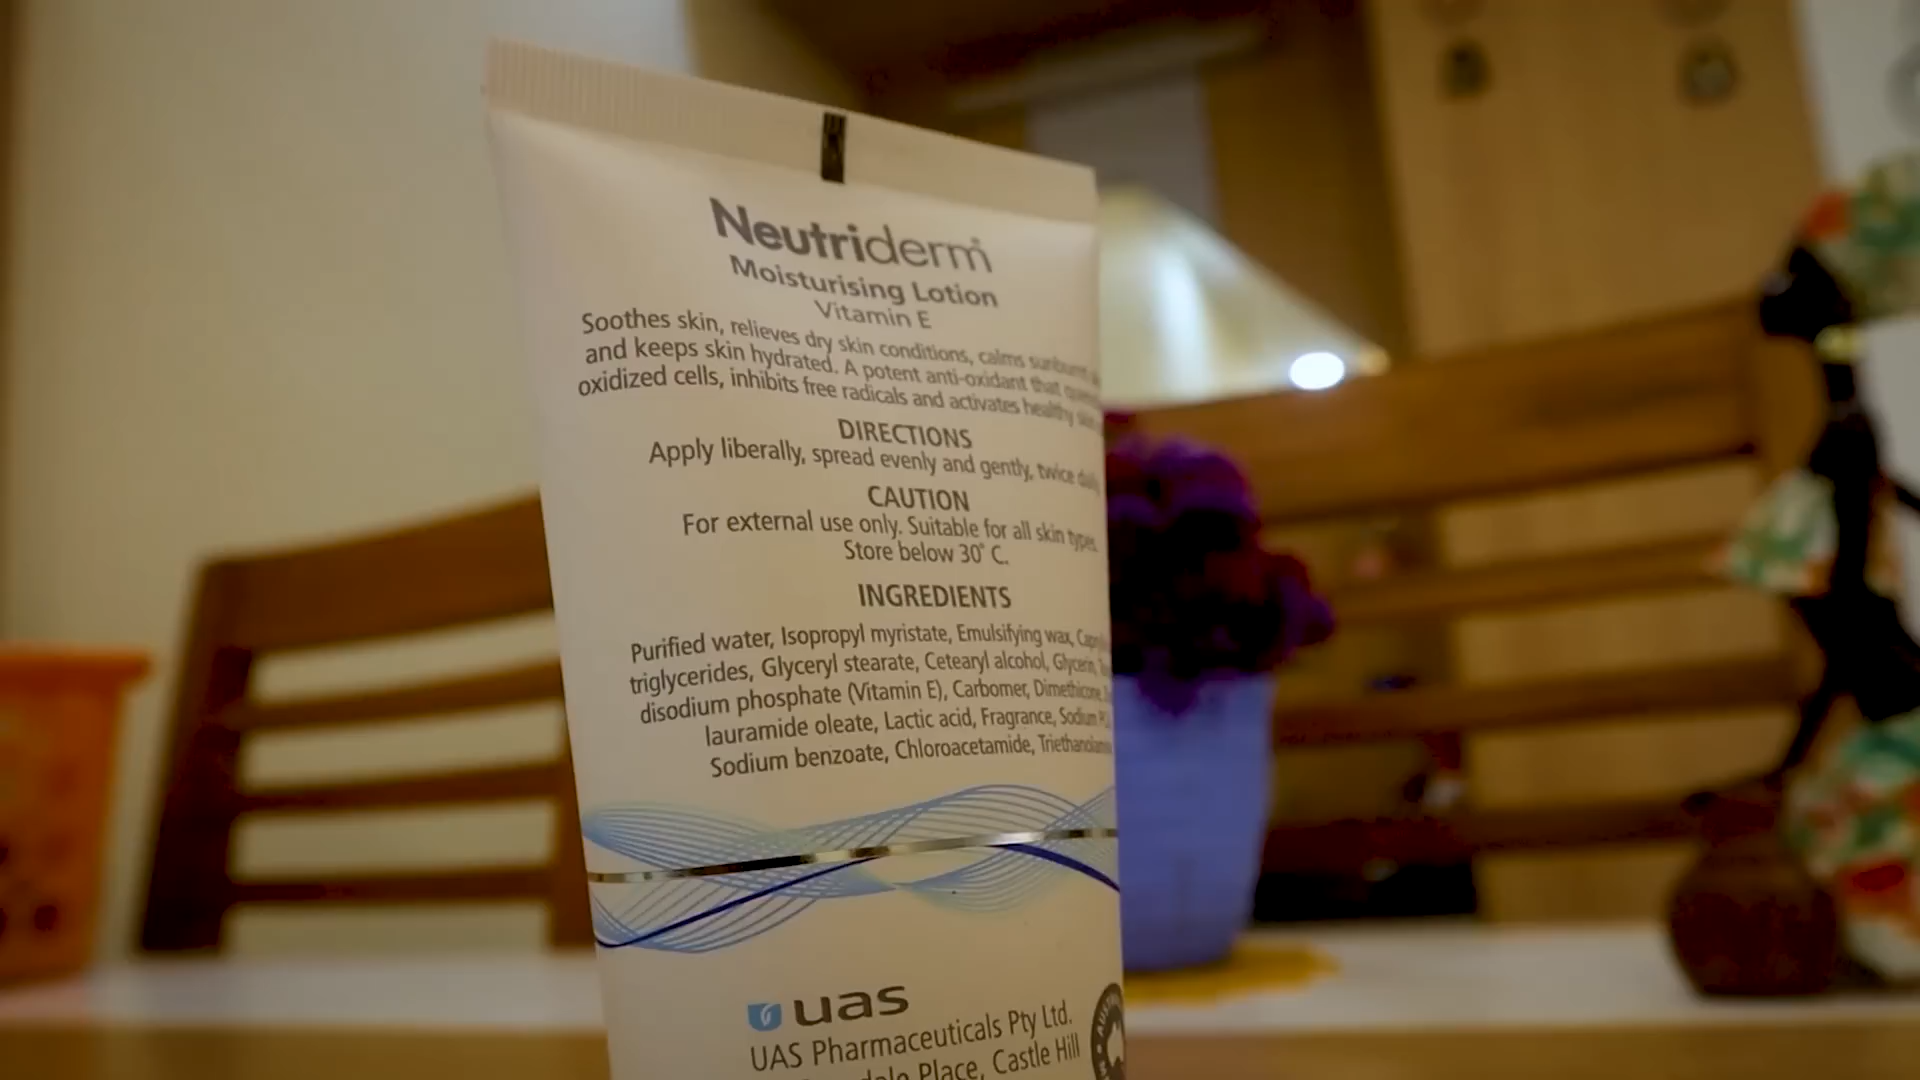 Neutriderm
Moisturising Lotion
Vitamin E
Soothes skin, relieves dry skin conditions, calms sunburn
and keeps skin hydrated. A potent anti-oxidant that
oxidized cells, inhibits free radicals and activates healthy skin
DIRECTIONS
Apply liberally, spread evenly and gently, twice daily
CAUTION
For external use only. Suitable for all skin types.
Store below 30° C.
INGREDIENTS
Purified water, Isopropyl myristate, Emulsifying wax,
triglycerides, Glyceryl stearate, Cetearyl alcohol, Glycerin,
disodium phosphate (Vitamin E), Carbomer, Dimethicone,
lauramide oleate, Lactic acid, Fragrance, Sodium
Sodium benzoate, Chloroacetamide,
uas
UAS Pharmaceuticals Pty Ltd.
Place, Castle Hill